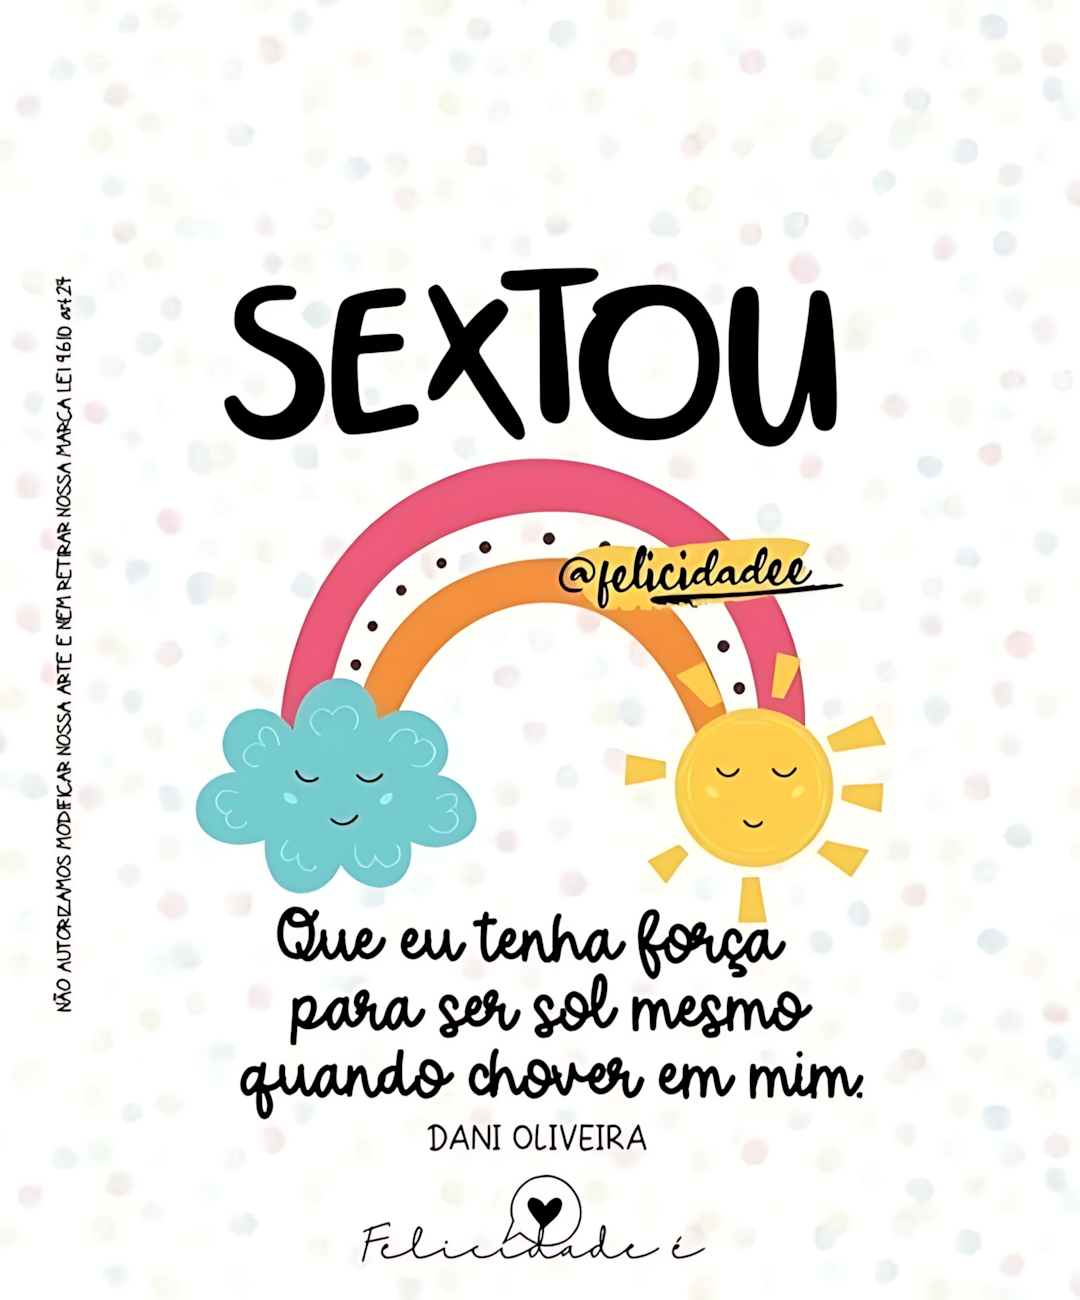 SEXTOU
@felicidadee
Que eu tenha força
para ser sol mesmo
quando chover em mim.
DANI OLIVEIRA
Felicidade é
NÃO AUTORIZAMOS MODIFICAR NOSSA ARTE E NEM RETIRAR NOSSA MARCA LEI 9610 art 24